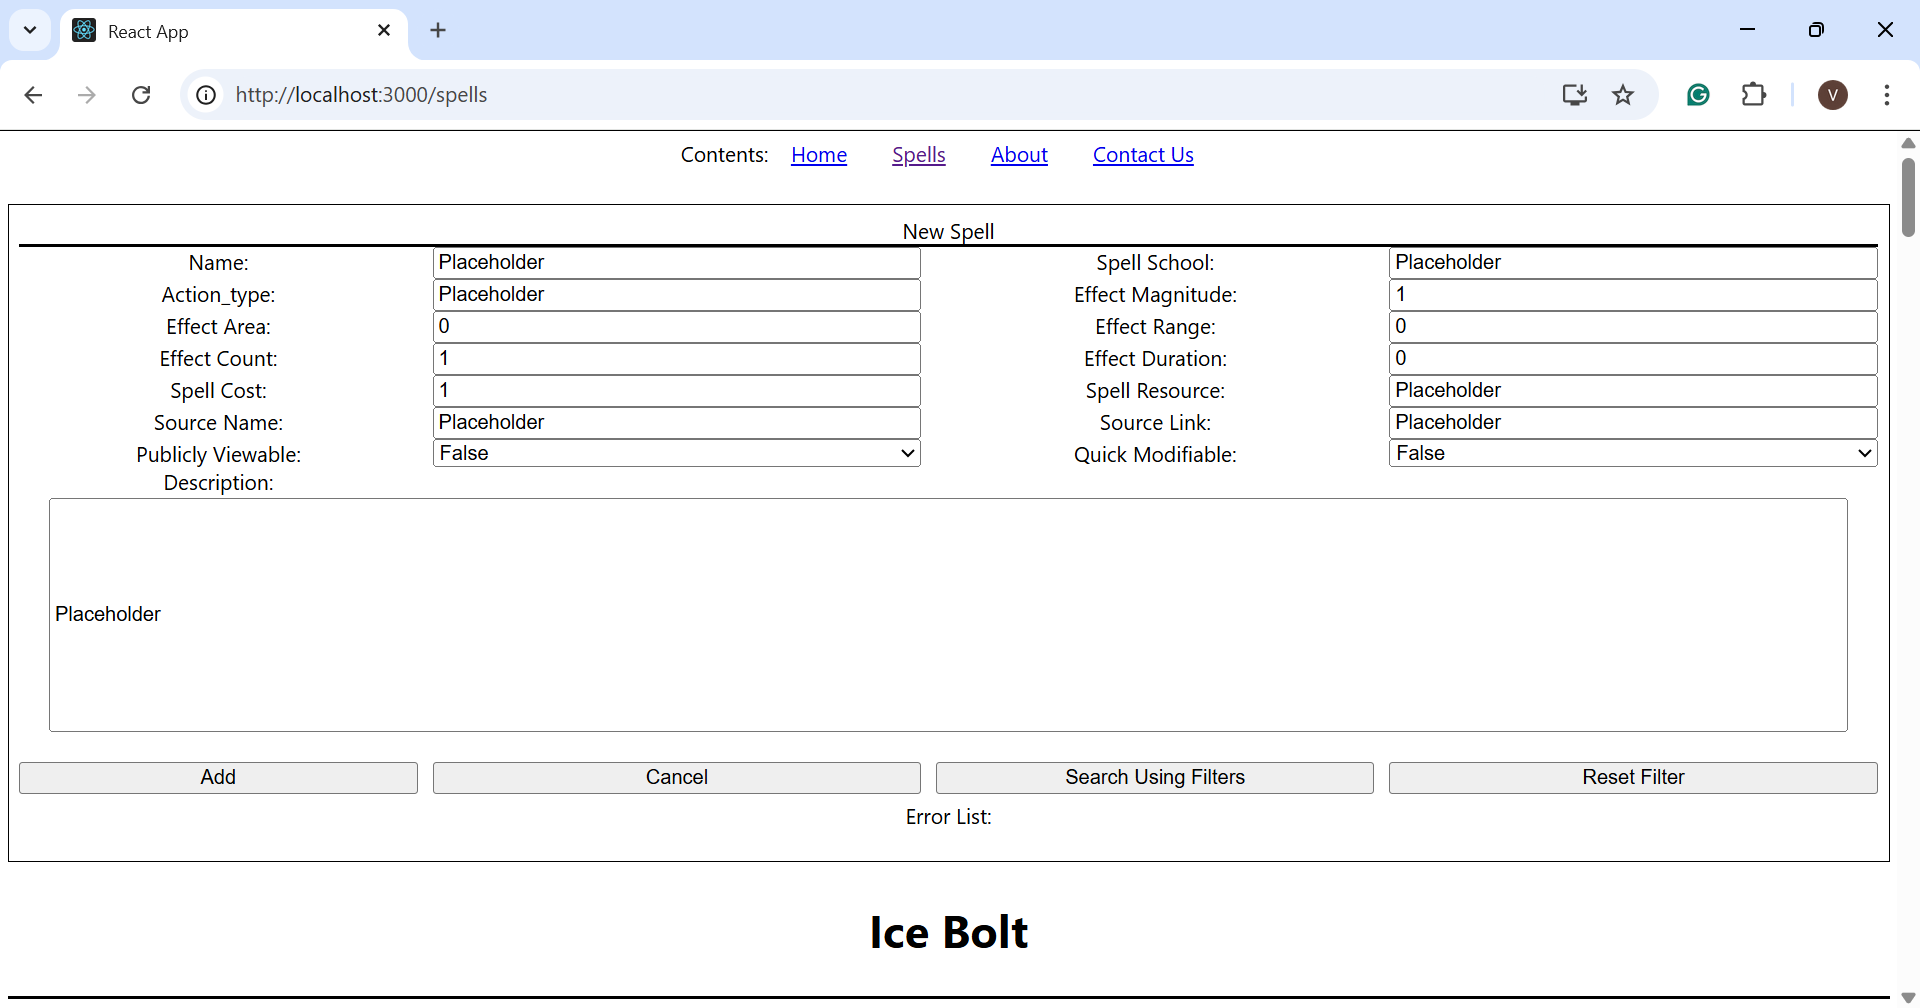 React App
http://localhost:3000/spells
V
Contents: Home Spells About Contact Us
New Spell
Name: Placeholder Spell School: Placeholder
Action_type: Placeholder Effect Magnitude: 1
Effect Area: 0 Effect Range: 0
Effect Count: 1 Effect Duration: 0
Spell Cost: 1 Spell Resource: Placeholder
Source Name: Placeholder Source Link: Placeholder
Publicly Viewable: False Quick Modifiable: False
Description:
Placeholder
Add Cancel Search Using Filters Reset Filter
Error List:
Ice Bolt